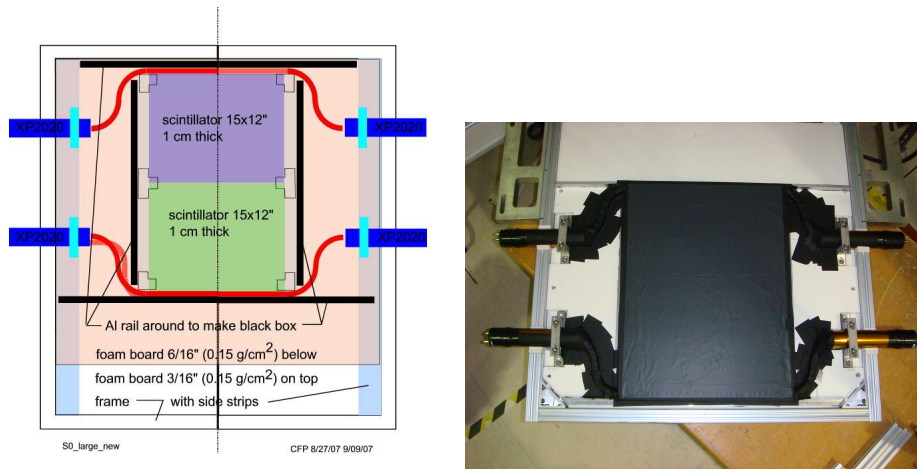 scintillator 15x12"
1 cm thick
XP2020
XP2020
scintillator 15x12"
1 cm thick
XP2020
XP2020
Al rail around to make black box
foam board 6/16" (0.15 g/cm2) below
foam board 3/16" (0.15 g/cm2) on top
frame with side strips
S0_large_new
CFP 8/27/07 9/09/07